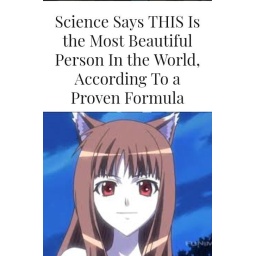 Science Says THIS Is
the Most Beautiful
Person In the World,
According To a
Proven Formula